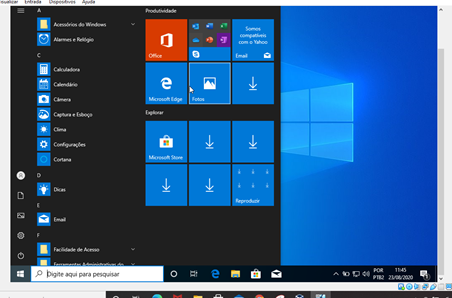 Visualizar Entrada Dispositivos Ajuda
A
Acessórios do Windows
Alarmes e Relógio
C
Calculadora
Calendário
Câmera
Captura e Esboço
Clima
Configurações
Cortana
D
Dicas
E
Email
F
Facilidade de Acesso
Ferramentas Administrativas do
Produtividade
Office
Somos
compatíveis
com o Yahoo
Email
Microsoft Edge
Fotos
Explorar
Microsoft Store
Reproduzir
Digite aqui para pesquisar
POR
PTB2
11:45
23/08/2020